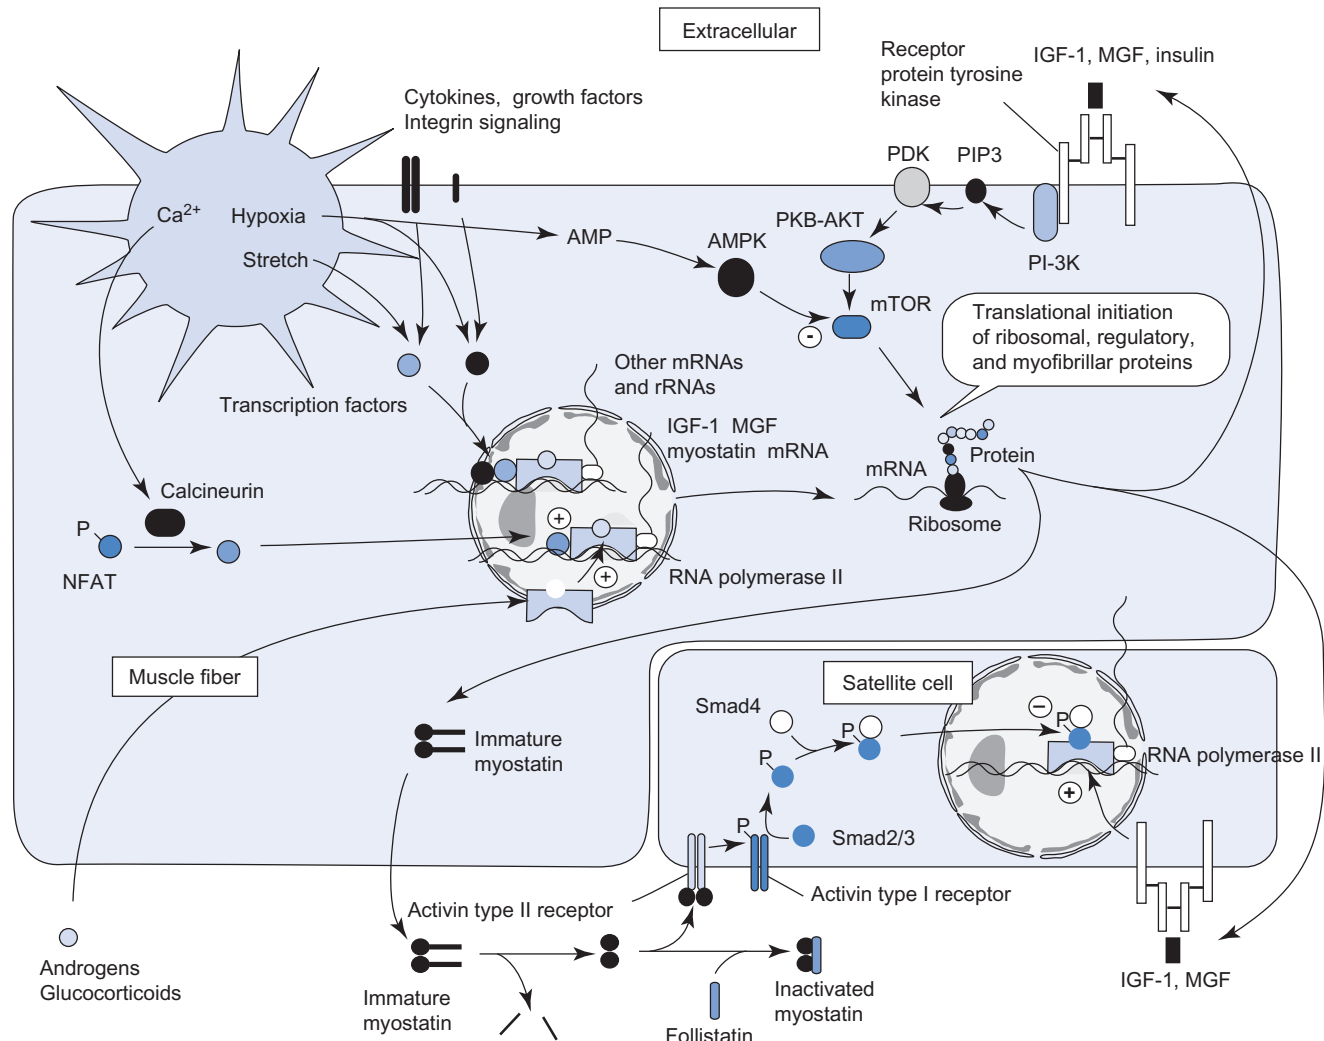 Extracellular
Receptor
protein tyrosine
kinase
IGF-1, MGF, insulin
Cytokines, growth factors
Integrin signaling
PDK
PIP3
Ca2+
Hypoxia
Stretch
AMP
AMPK
PKB-AKT
PI-3K
mTOR
-
Translational initiation
of ribosomal, regulatory,
and myofibrillar proteins
Other mRNAs
and rRNAs
Transcription factors
IGF-1 MGF
myostatin mRNA
mRNA
Protein
Ribosome
Calcineurin
P
NFAT
+
+
RNA polymerase II
Muscle fiber
Satellite cell
Smad4
P
P
−
P
RNA polymerase II
+
Immature
myostatin
P
Smad2/3
Activin type II receptor
Activin type I receptor
Androgens
Glucocorticoids
Immature
myostatin
Follistatin
Inactivated
myostatin
IGF-1, MGF